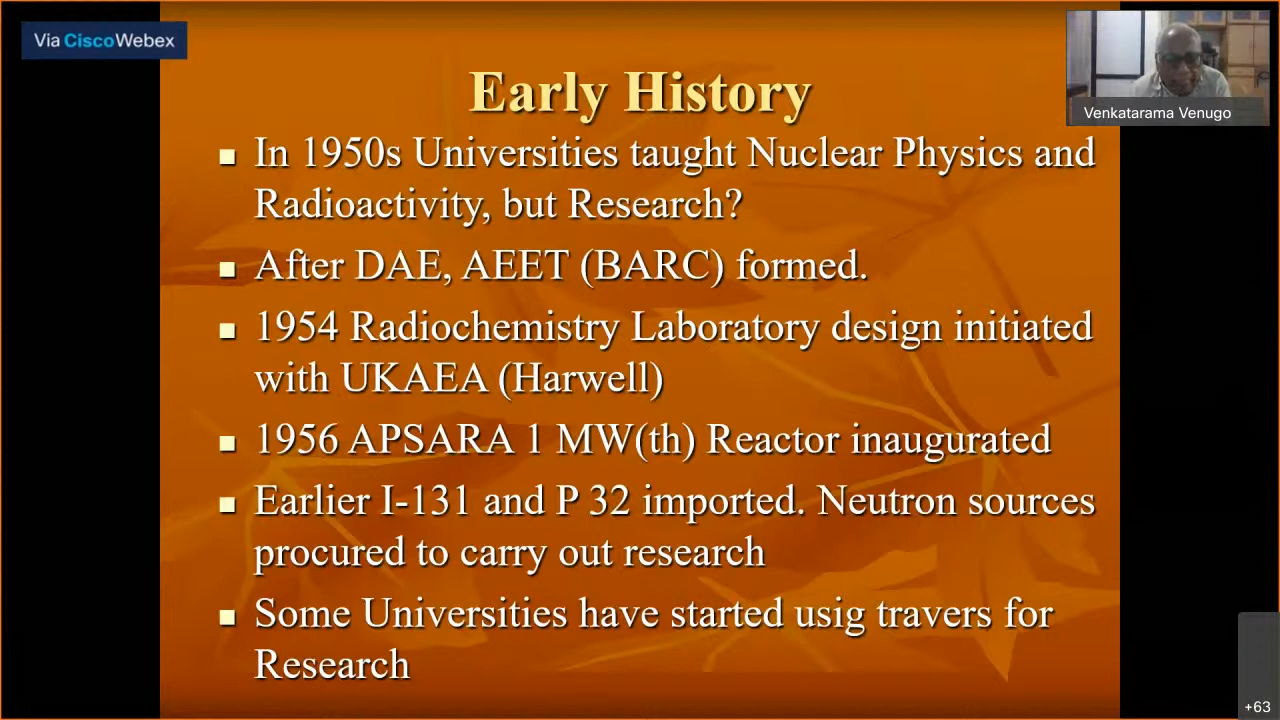 Via CiscoWebex
Venkatarama Venugo
Early History
In 1950s Universities taught Nuclear Physics and
Radioactivity, but Research?
After DAE, AEET (BARC) formed.
1954 Radiochemistry Laboratory design initiated
with UKAEA (Harwell)
1956 APSARA 1 MW(th) Reactor inaugurated
Earlier I-131 and P 32 imported. Neutron sources
procured to carry out research
Some Universities have started usig travers for
Research
+63